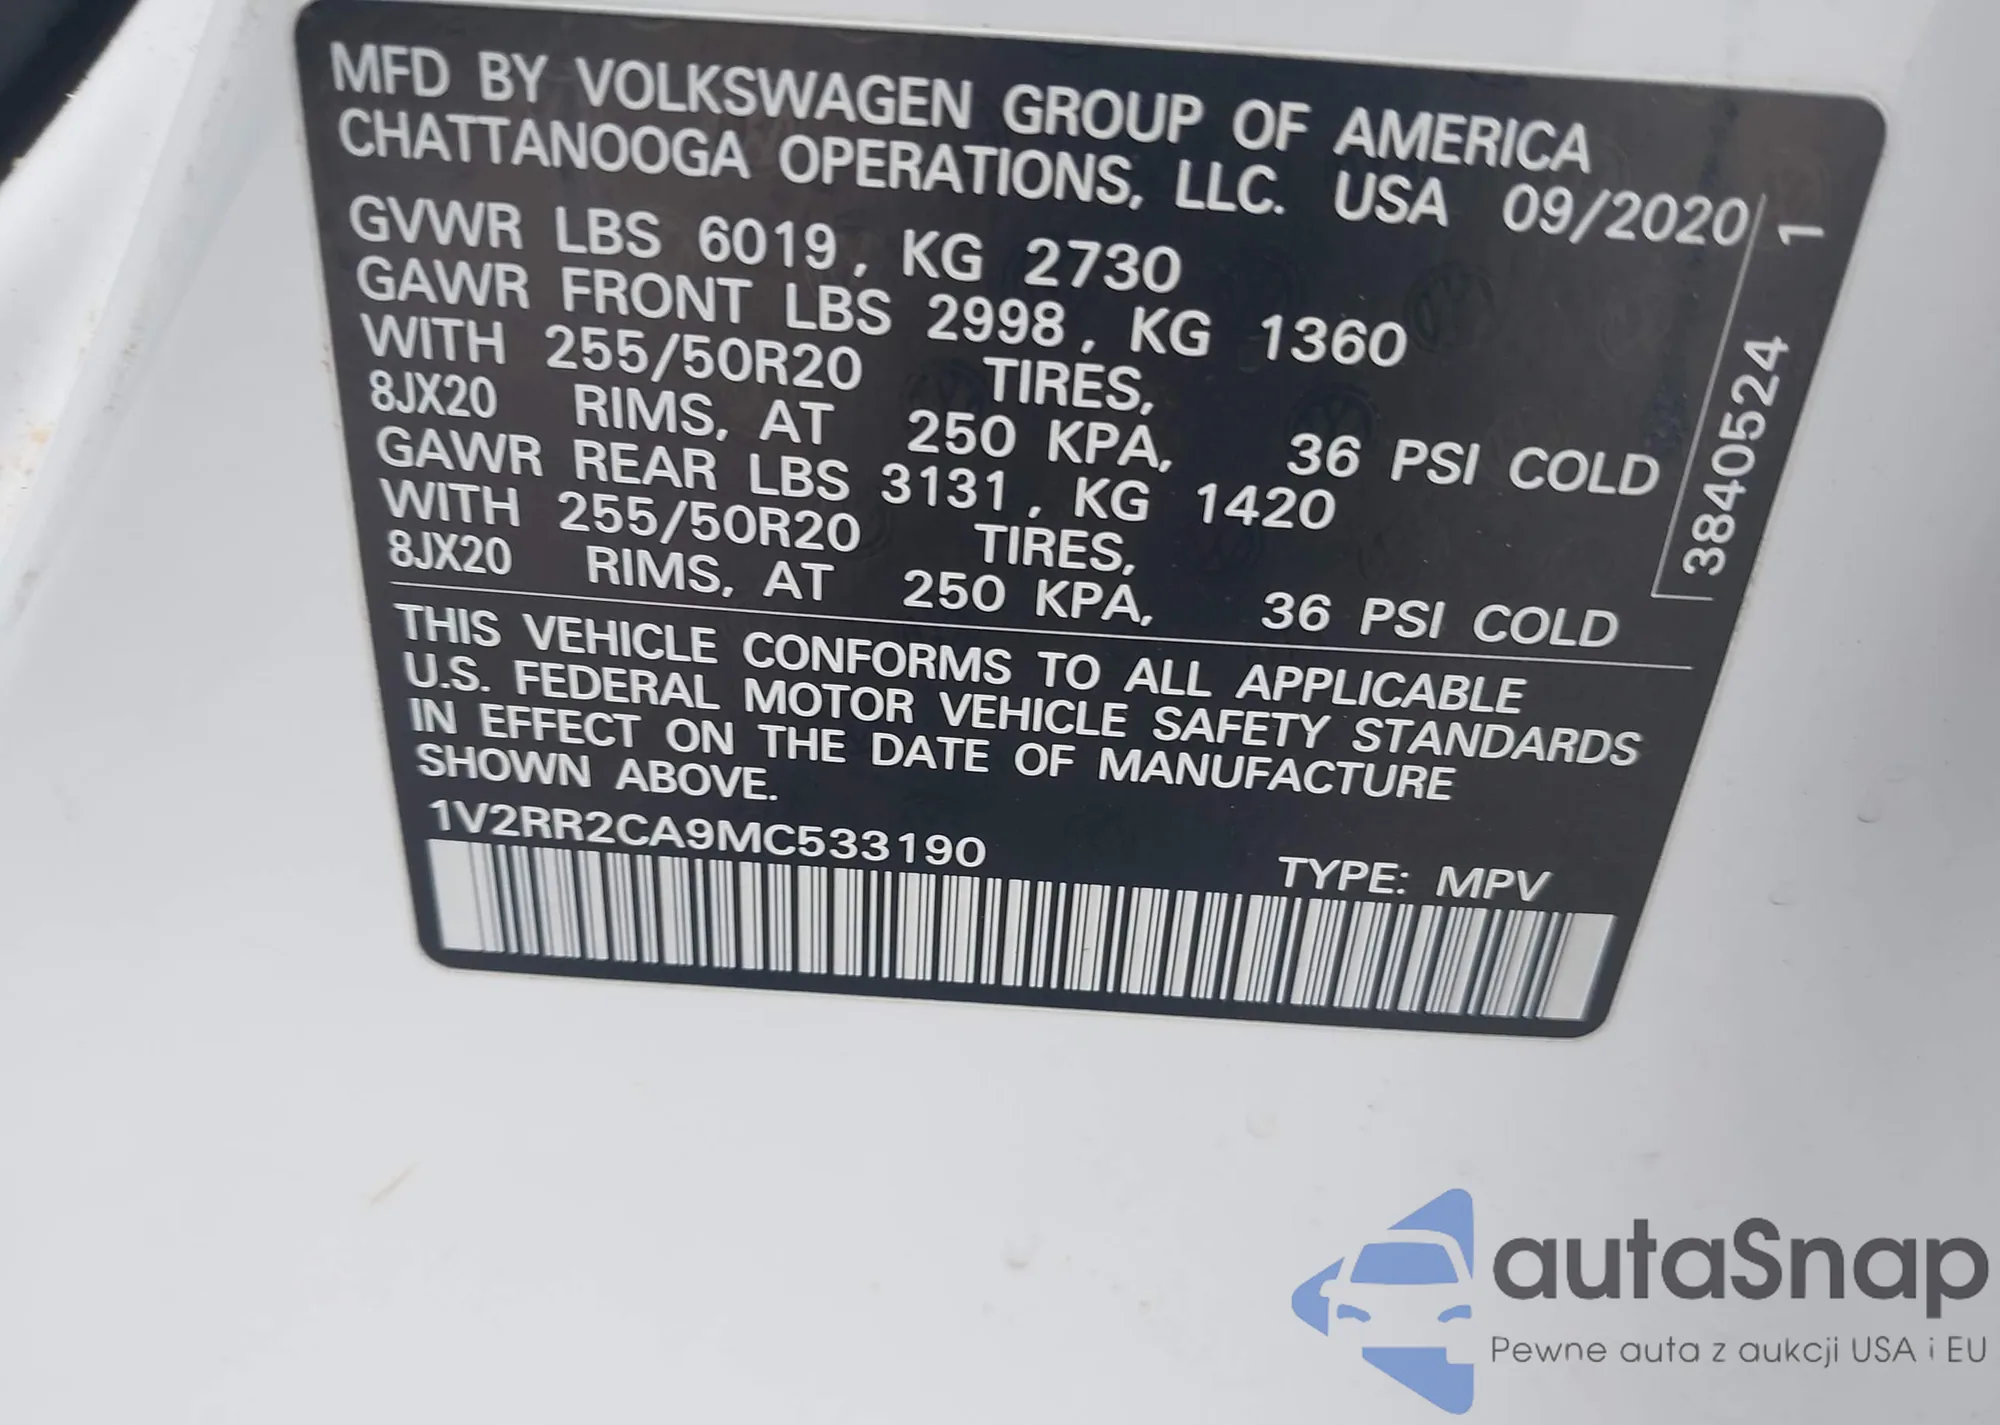 MFD BY VOLKSWAGEN GROUP OF AMERICA
CHATTANOOGA OPERATIONS, LLC. USA 09/2020
GVWR LBS 6019, KG 2730
GAWR FRONT LBS 2998, KG 1360
WITH 255/50R20 TIRES,
8JX20 RIMS, AT 250 KPA, 36 PSI COLD
GAWR REAR LBS 3131, KG 1420
WITH 255/50R20 TIRES,
8JX20 RIMS, AT 250 KPA, 36 PSI COLD
3840524 1
THIS VEHICLE CONFORMS TO ALL APPLICABLE
U.S. FEDERAL MOTOR VEHICLE SAFETY STANDARDS
IN EFFECT ON THE DATE OF MANUFACTURE
SHOWN ABOVE.
1V2RR2CA9MC533190 TYPE: MPV
autaSnap
Pewne auta z aukcji USA i EU